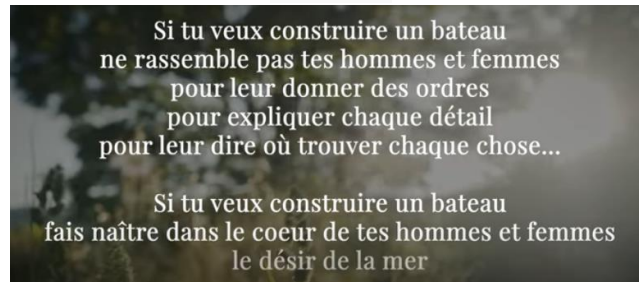 Si tu veux construire un bateau
ne rassemble pas tes hommes et femmes
pour leur donner des ordres
pour expliquer chaque détail
pour leur dire où trouver chaque chose...
Si tu veux construire un bateau
fais naître dans le coeur de tes hommes et femmes
le désir de la mer